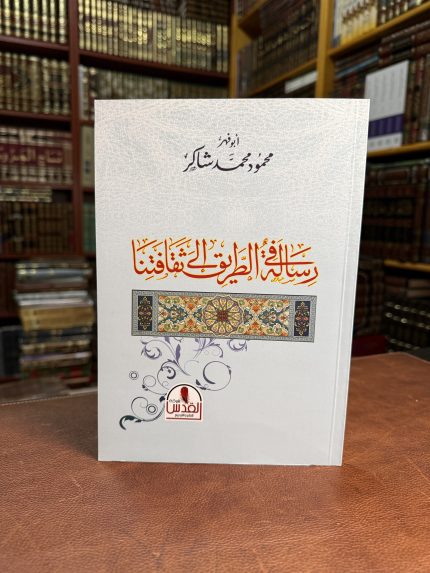 أبو فهر
محمود محمد شاكر
رسالة في الطريق إلى ثقافتنا
القدس